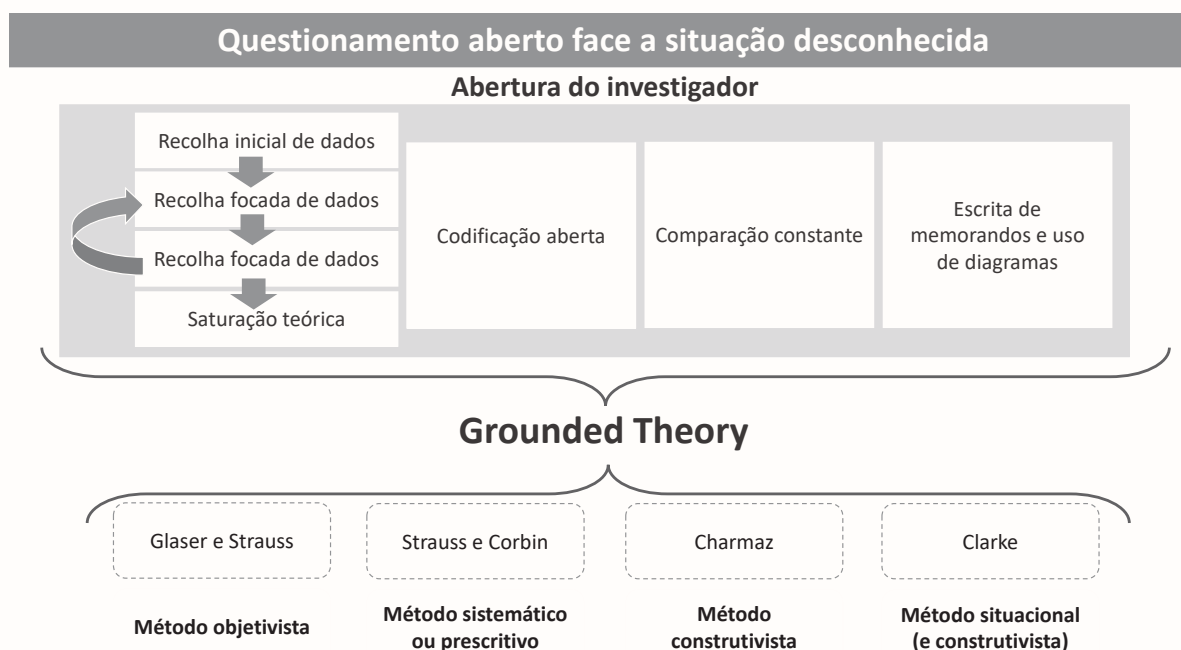 Questionamento aberto face a situação desconhecida
Abertura do investigador
Recolha inicial de dados
Recolha focada de dados
Recolha focada de dados
Saturação teórica
Codificação aberta
Comparação constante
Escrita de
memorandos e uso
de diagramas
Grounded Theory
Glaser e Strauss
Strauss e Corbin
Charmaz
Clarke
Método objetivista
Método sistemático
ou prescritivo
Método
construtivista
Método situacional
(e construtivista)